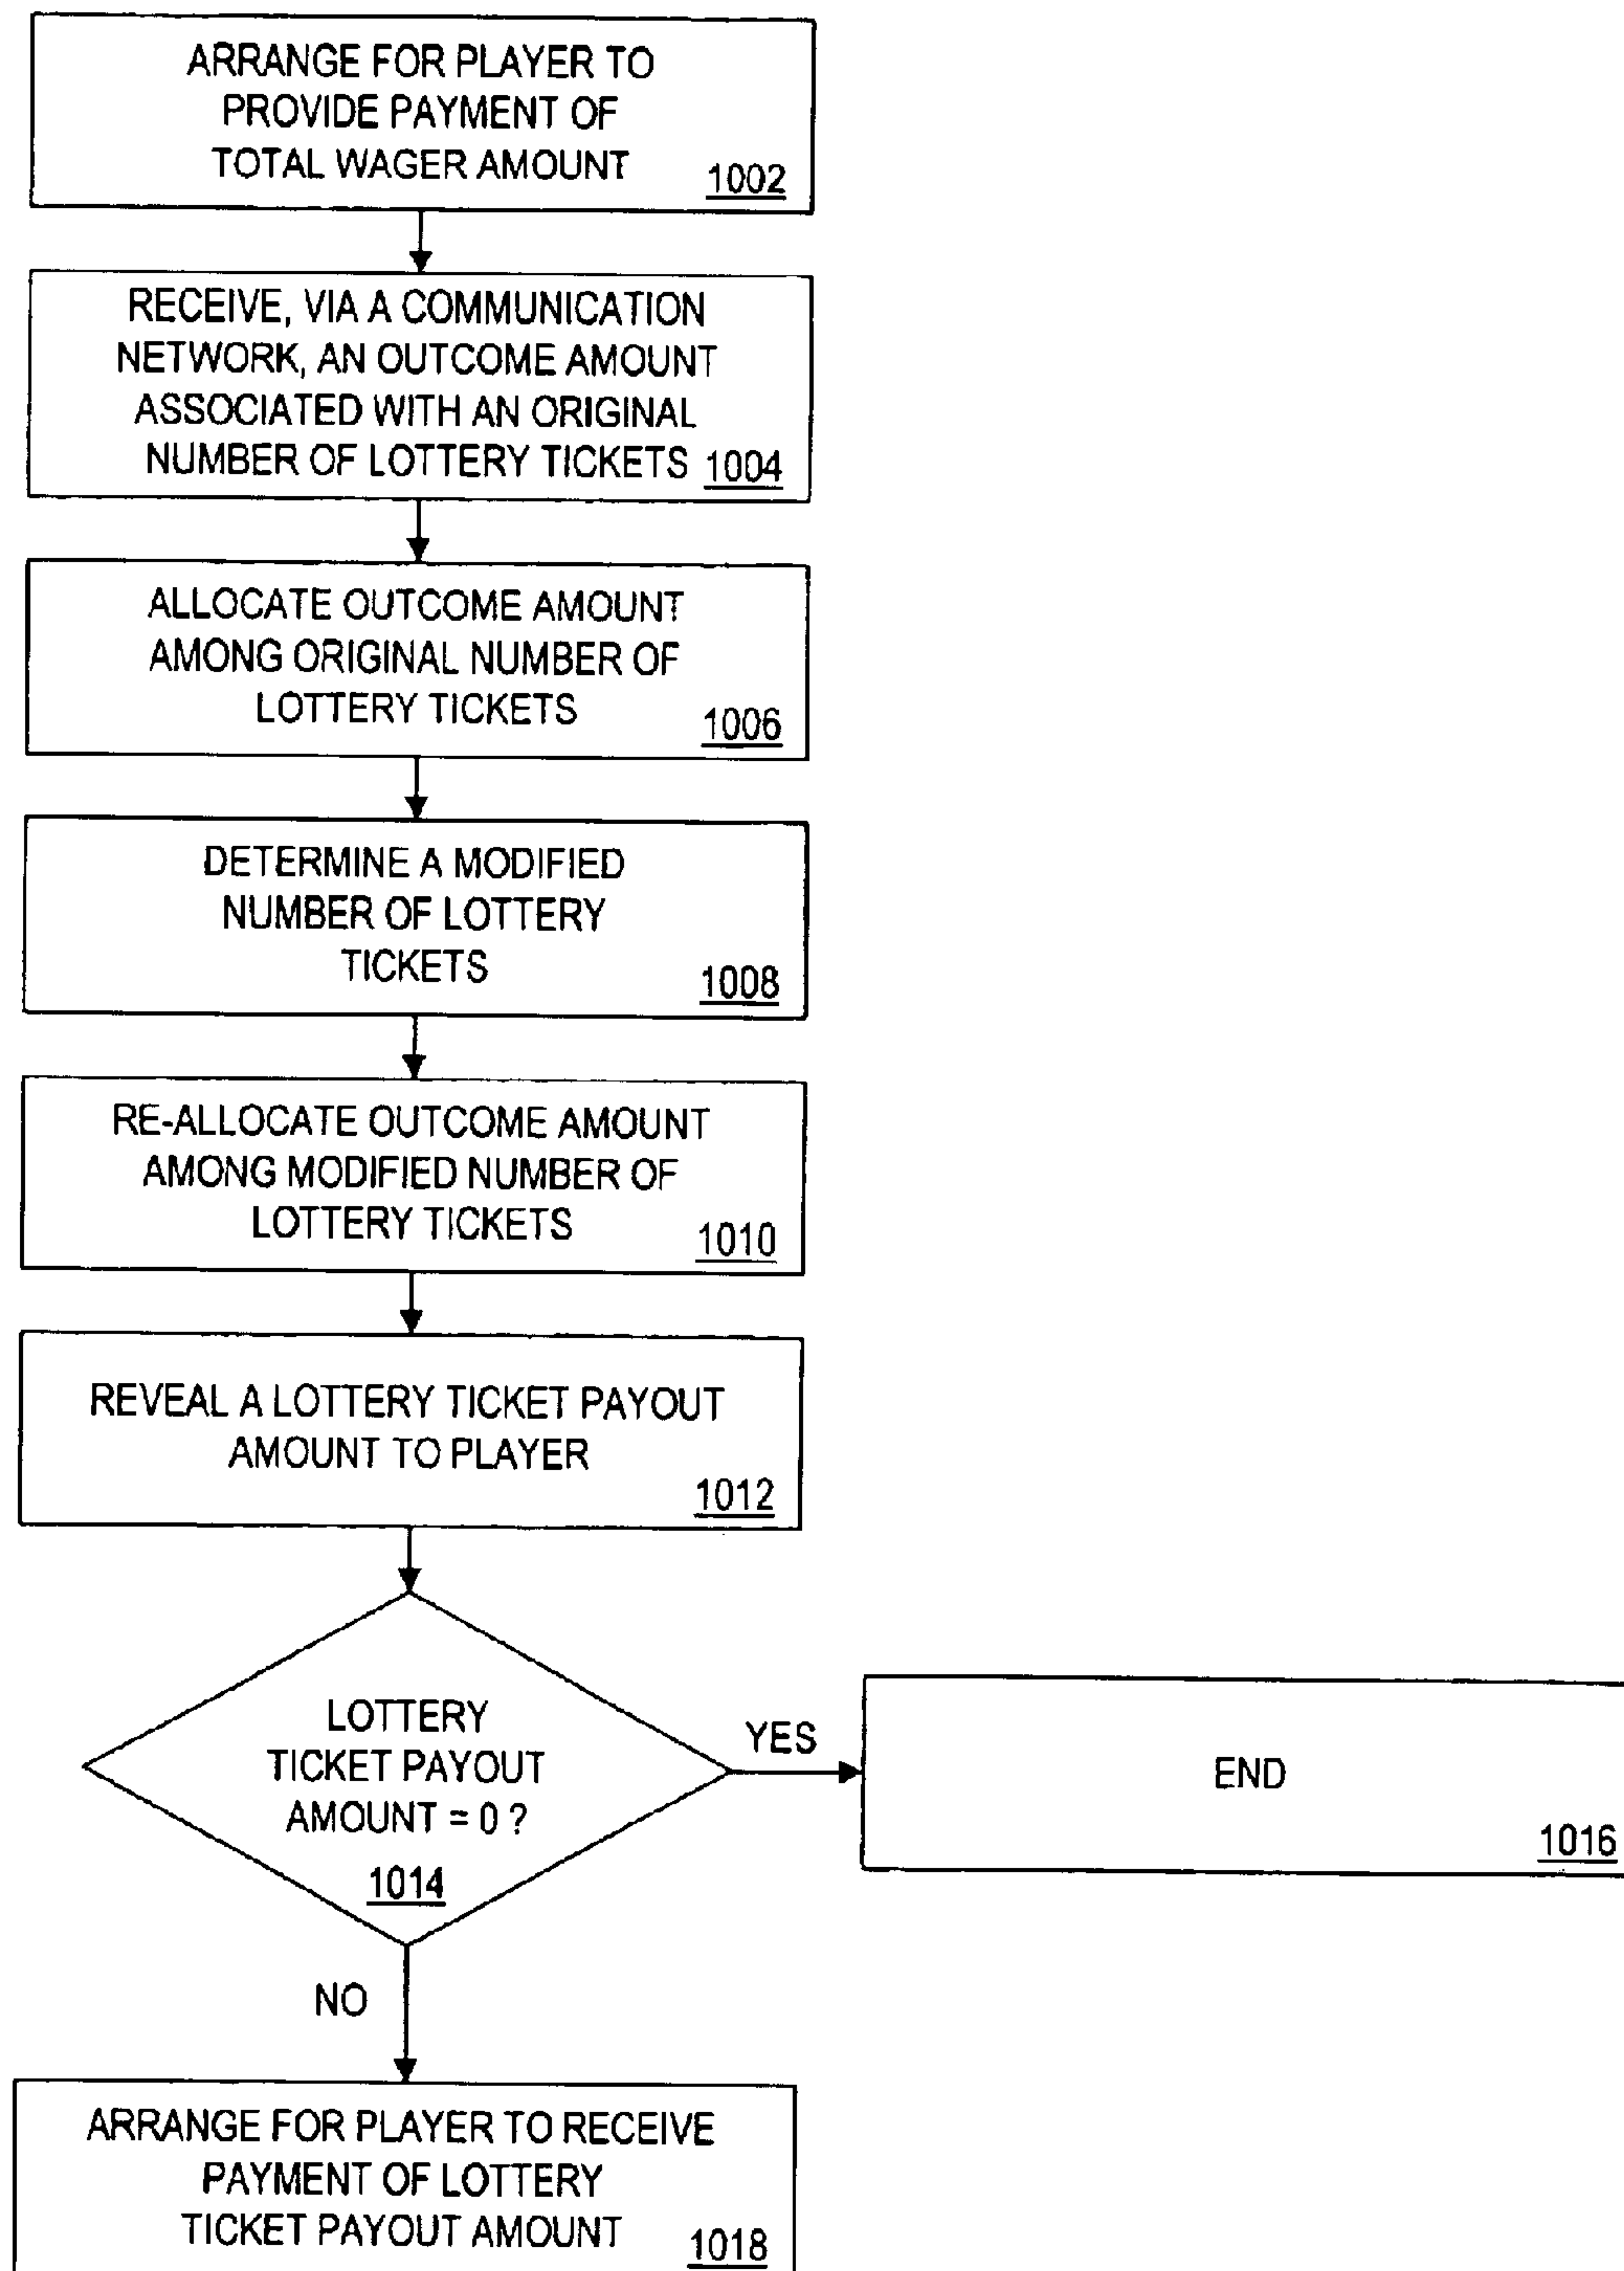 ARRANGE FOR PLAYER TO
PROVIDE PAYMENT OF
TOTAL WAGER AMOUNT
1002
RECEIVE, VIA A COMMUNICATION
NETWORK, AN OUTCOME AMOUNT
ASSOCIATED WITH AN ORIGINAL
NUMBER OF LOTTERY TICKETS 1004
ALLOCATE OUTCOME AMOUNT
AMONG ORIGINAL NUMBER OF
LOTTERY TICKETS
1006
DETERMINE A MODIFIED
NUMBER OF LOTTERY
TICKETS
1008
RE-ALLOCATE OUTCOME AMOUNT
AMONG MODIFIED NUMBER OF
LOTTERY TICKETS
1010
REVEAL A LOTTERY TICKET PAYOUT
AMOUNT TO PLAYER
1012
LOTTERY
TICKET PAYOUT
AMOUNT = 0 ?
1014
YES
END
1016
NO
ARRANGE FOR PLAYER TO RECEIVE
PAYMENT OF LOTTERY
TICKET PAYOUT AMOUNT
1018